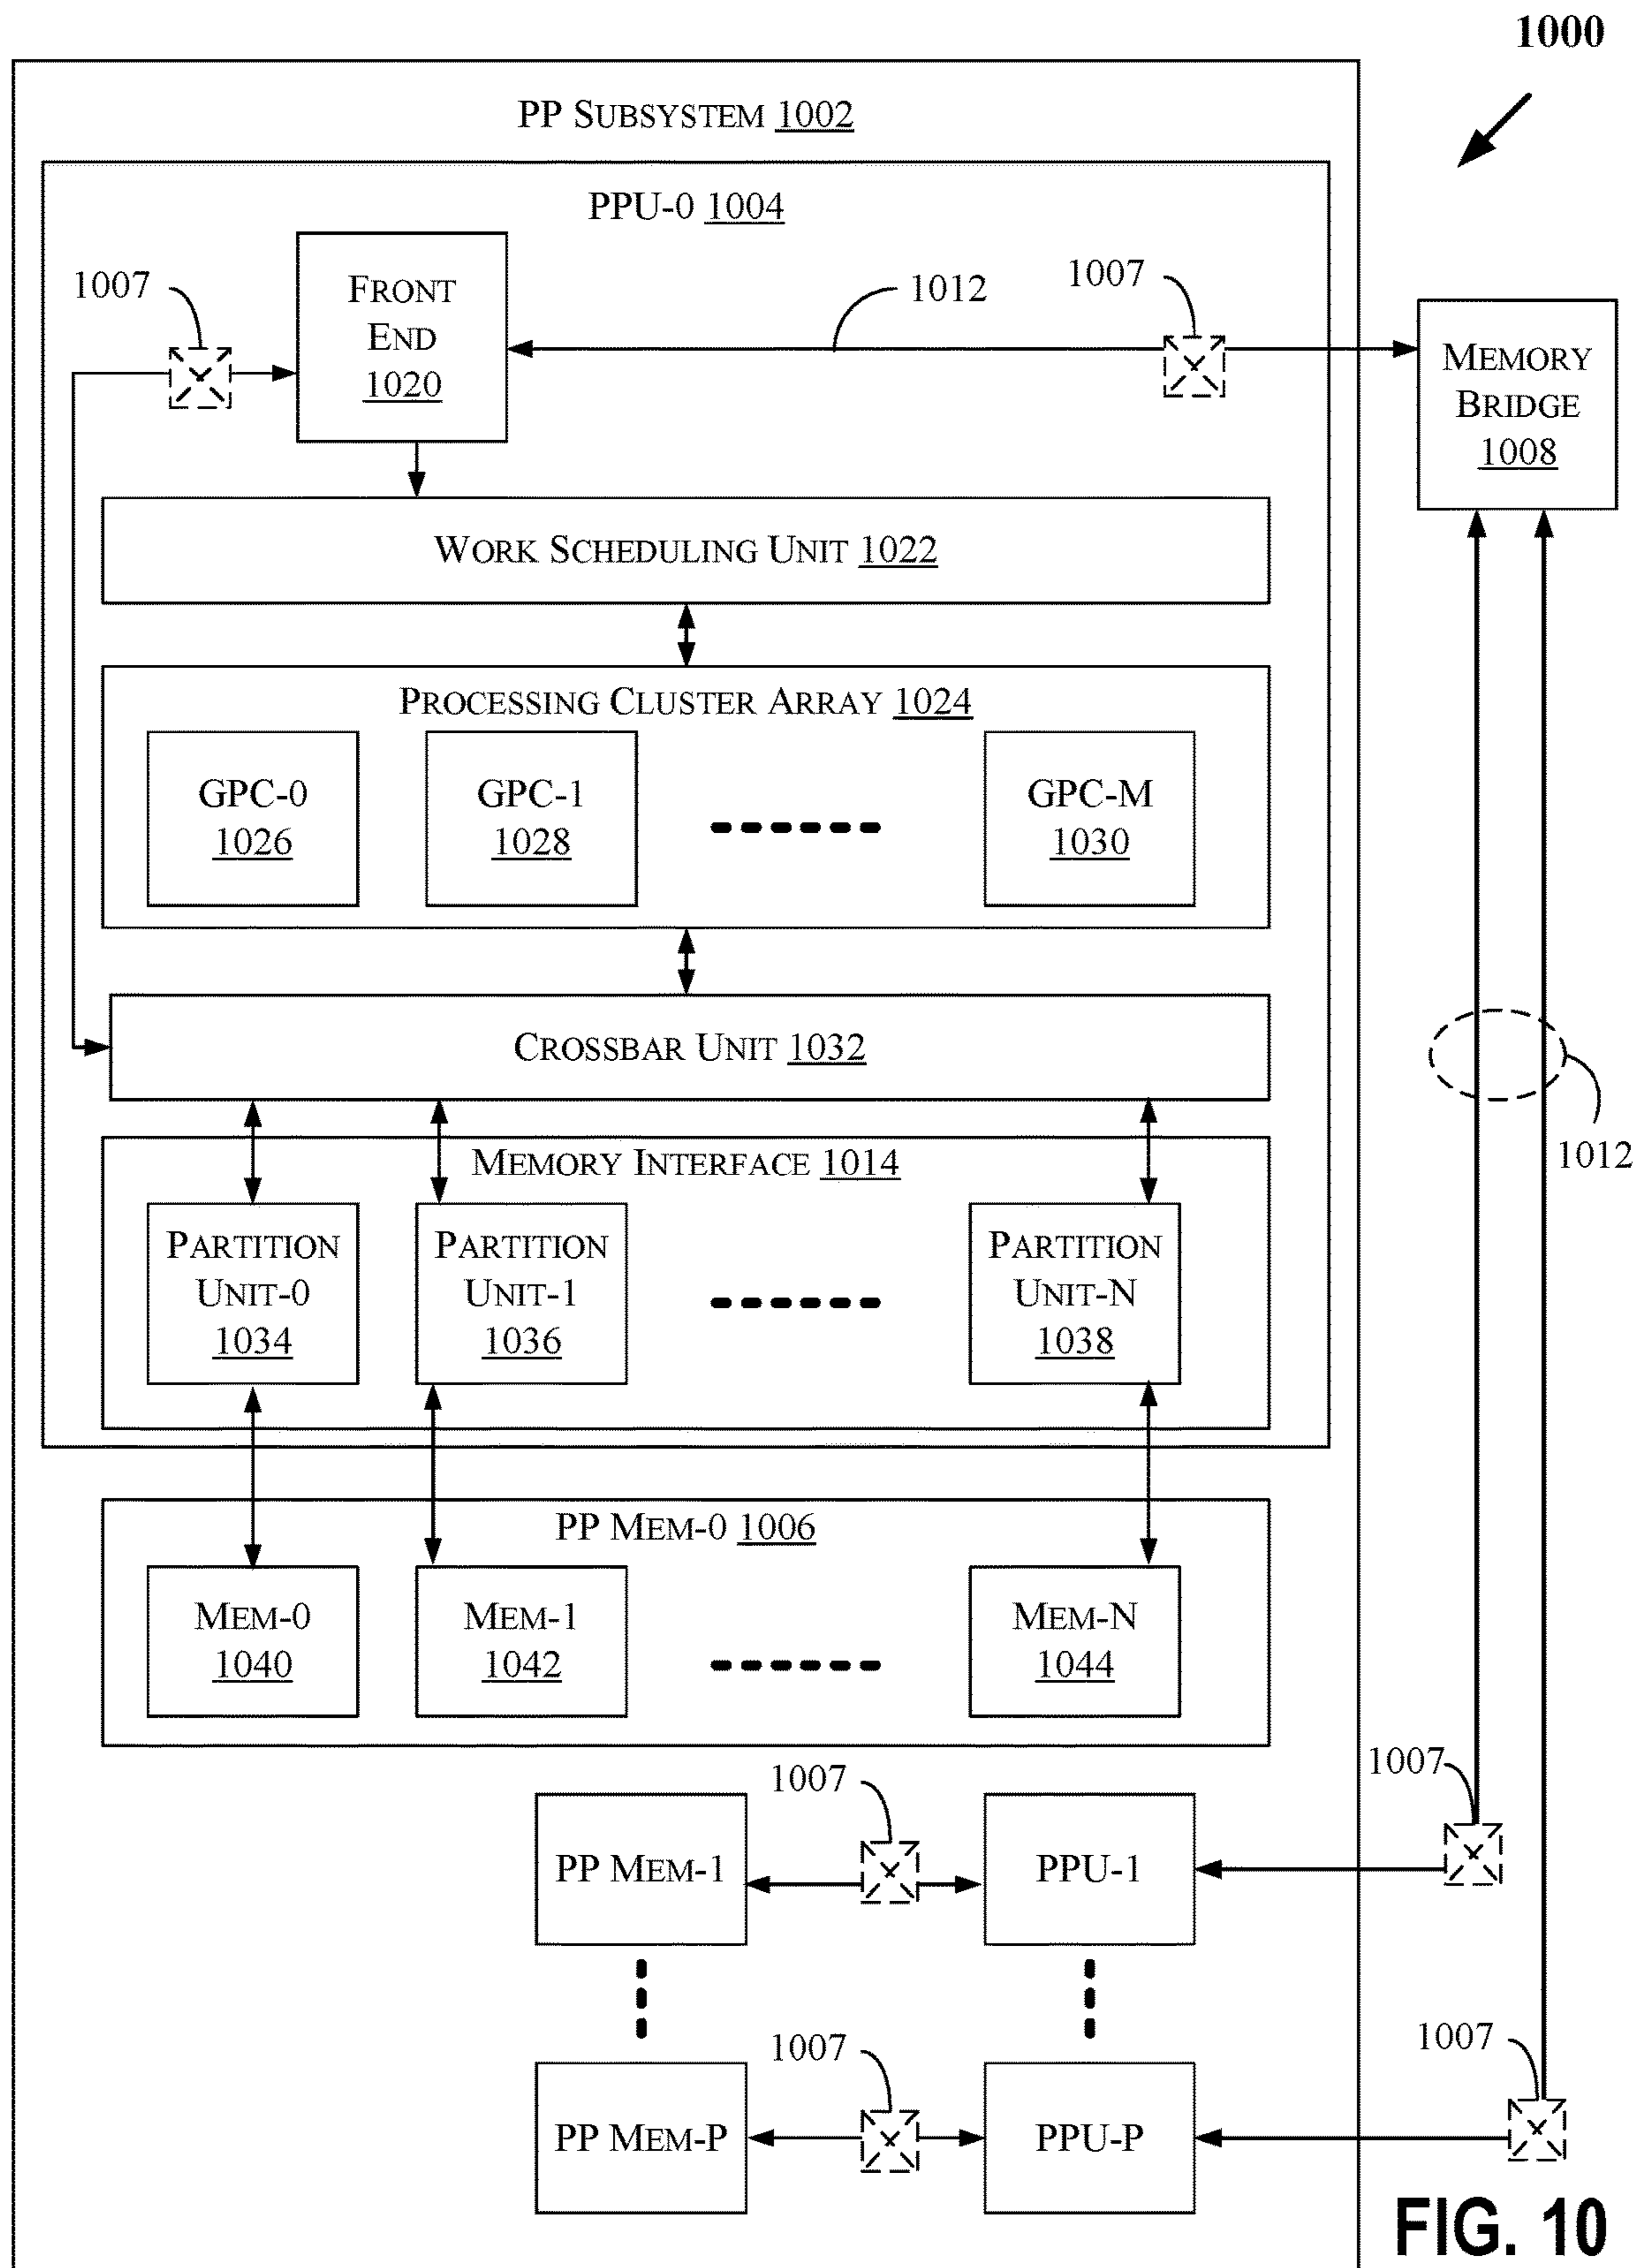 1000
PP SUBSYSTEM 1002
PPU-0 1004
1007
FRONT
END
1020
1012
1007
MEMORY
BRIDGE
1008
WORK SCHEDULING UNIT 1022
PROCESSING CLUSTER ARRAY 1024
GPC-0
1026
GPC-1
1028
GPC-M
1030
CROSSBAR UNIT 1032
1012
MEMORY INTERFACE 1014
PARTITION
UNIT-0
1034
PARTITION
UNIT-1
1036
PARTITION
UNIT-N
1038
PP MEM-0 1006
MEM-0
1040
MEM-1
1042
MEM-N
1044
1007
1007
PP MEM-1
PPU-1
1007
1007
PP MEM-P
PPU-P
FIG. 10